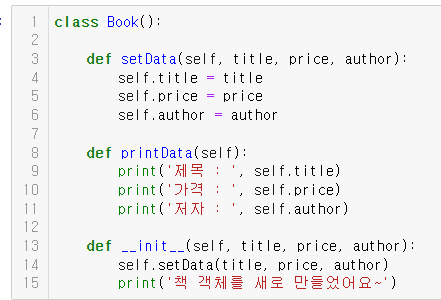 1 class Book():
2
3     def setData(self, title, price, author):
4         self.title = title
5         self.price = price
6         self.author = author
7
8     def printData(self):
9         print('제목 : ', self.title)
10         print('가격 : ', self.price)
11         print('저자 : ', self.author)
12
13     def __init__(self, title, price, author):
14         self.setData(title, price, author)
15         print('책 객체를 새로 만들었어요~')